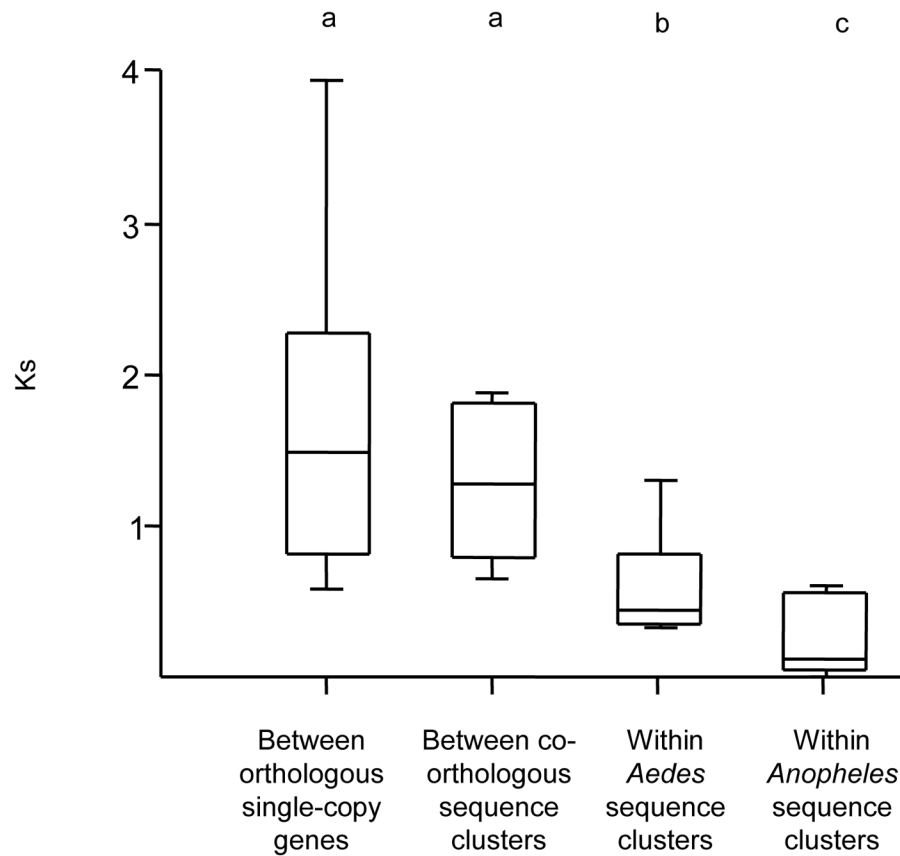 a a b c
4
3
2
1
Ks
Between orthologous single-copy genes
Between co-orthologous sequence clusters
Within Aedes sequence clusters
Within Anopheles sequence clusters